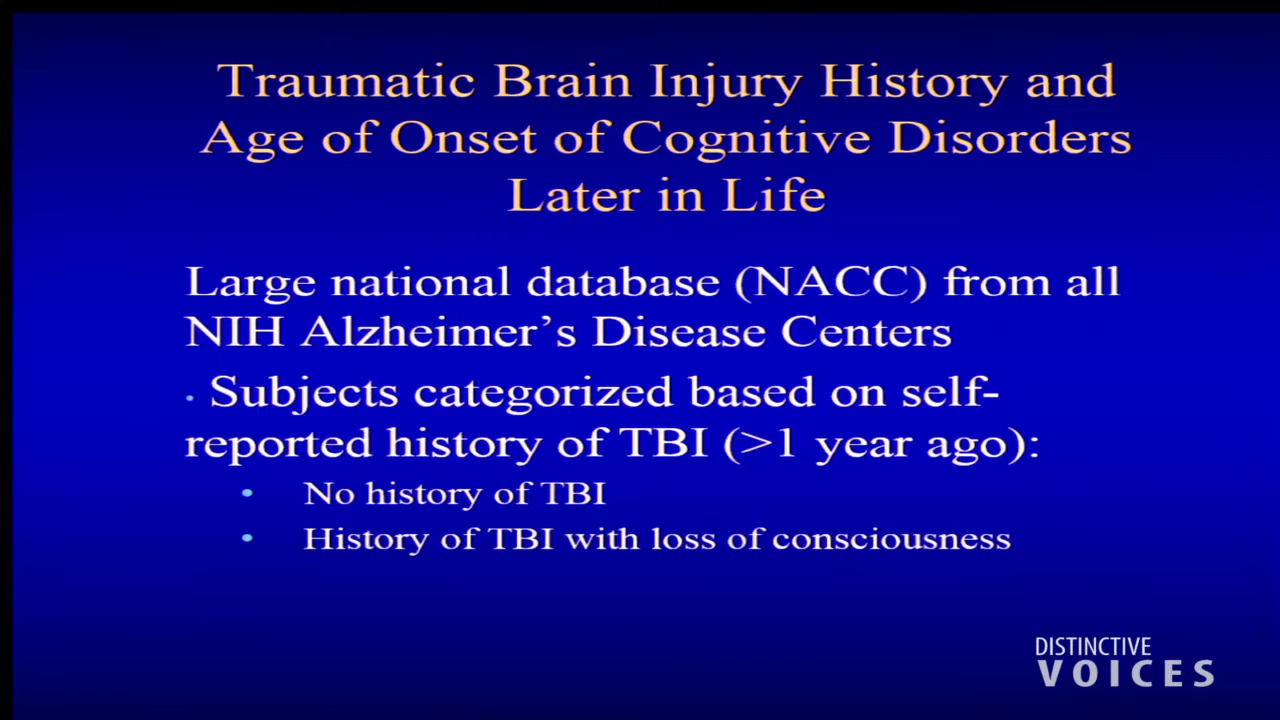 Traumatic Brain Injury History and
Age of Onset of Cognitive Disorders
Later in Life
Large national database (NACC) from all
NIH Alzheimer's Disease Centers
• Subjects categorized based on self-
reported history of TBI (>1 year ago):
• No history of TBI
• History of TBI with loss of consciousness
DISTINCTIVE
VOICES